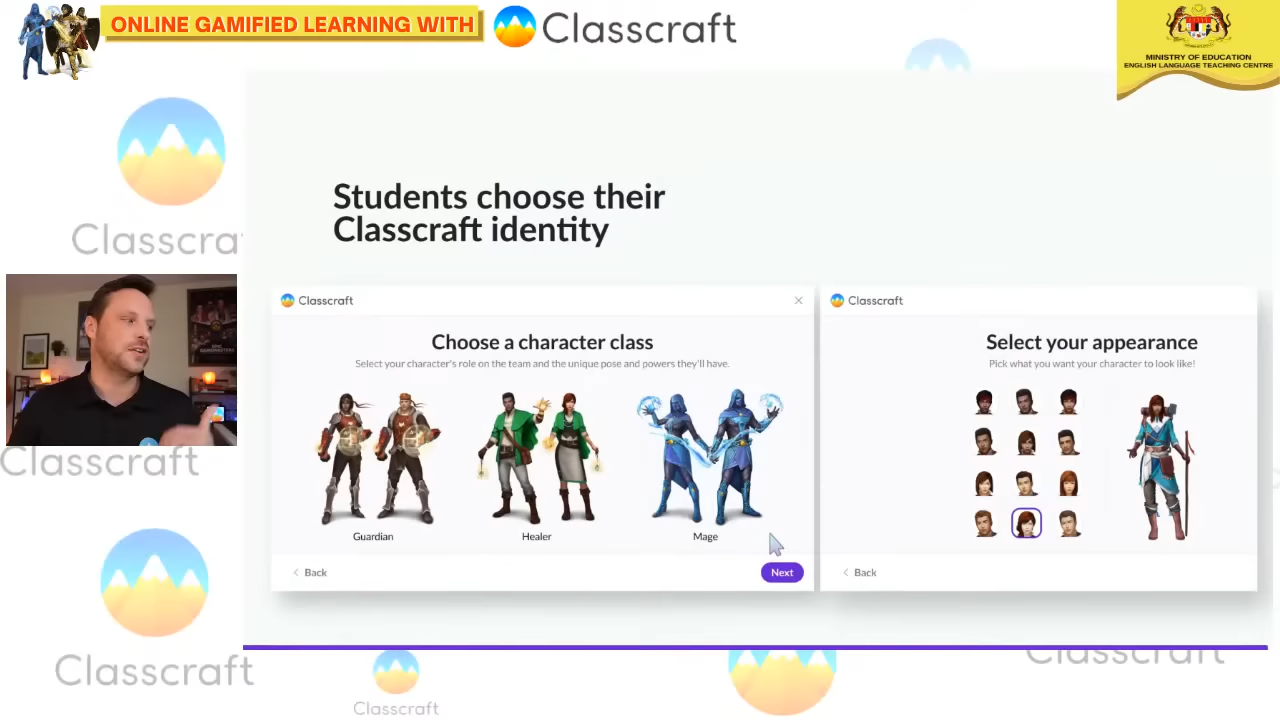 ONLINE GAMIFIED LEARNING WITH
Classcraft
MINISTRY OF EDUCATION
ENGLISH LANGUAGE TEACHING CENTRE
Classcra
Students choose their
Classcraft identity
Classcraft
Choose a character class
Select your character's role on the team and the unique pose and powers they'll have.
Guardian
Healer
Mage
Back
Next
Classcraft
Select your appearance
Pick what you want your character to look like!
Back
Classcraft
Classcraft
Classcraft
Classcraft